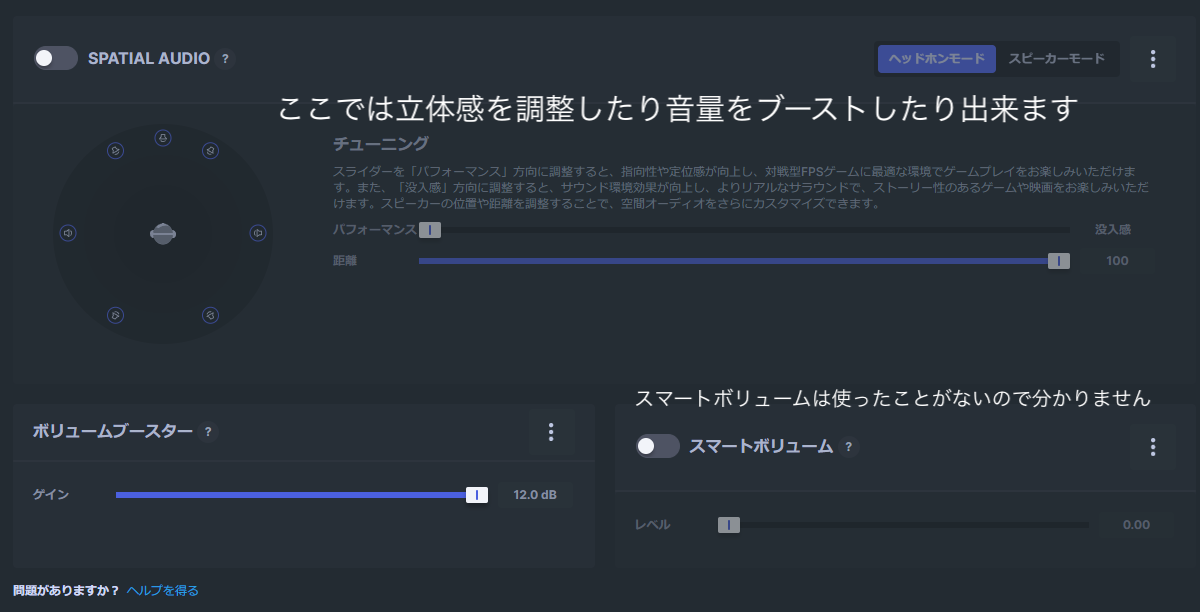 SPATIAL AUDIO ?
ヘッドホンモード スピーカーモード
ここでは立体感を調整したり音量をブーストしたり出来ます
チューニング
スライダーを「パフォーマンス」方向に調整すると、指向性や定位感が向上し、対戦型FPSゲームに最適な環境でゲームプレイをお楽しみいただけま
す。また、「没入感」方向に調整すると、サウンド環境効果が向上し、よりリアルなサラウンドで、ストーリー性のあるゲームや映画をお楽しみいただ
けます。スピーカーの位置や距離を調整することで、空間オーディオをさらにカスタマイズできます。
パフォーマンス 没入感
距離 100
ボリュームブースター ?
ゲイン 12.0 dB
スマートボリュームは使ったことがないので分かりません
スマートボリューム ?
レベル 0.00
問題がありますか？ ヘルプを得る